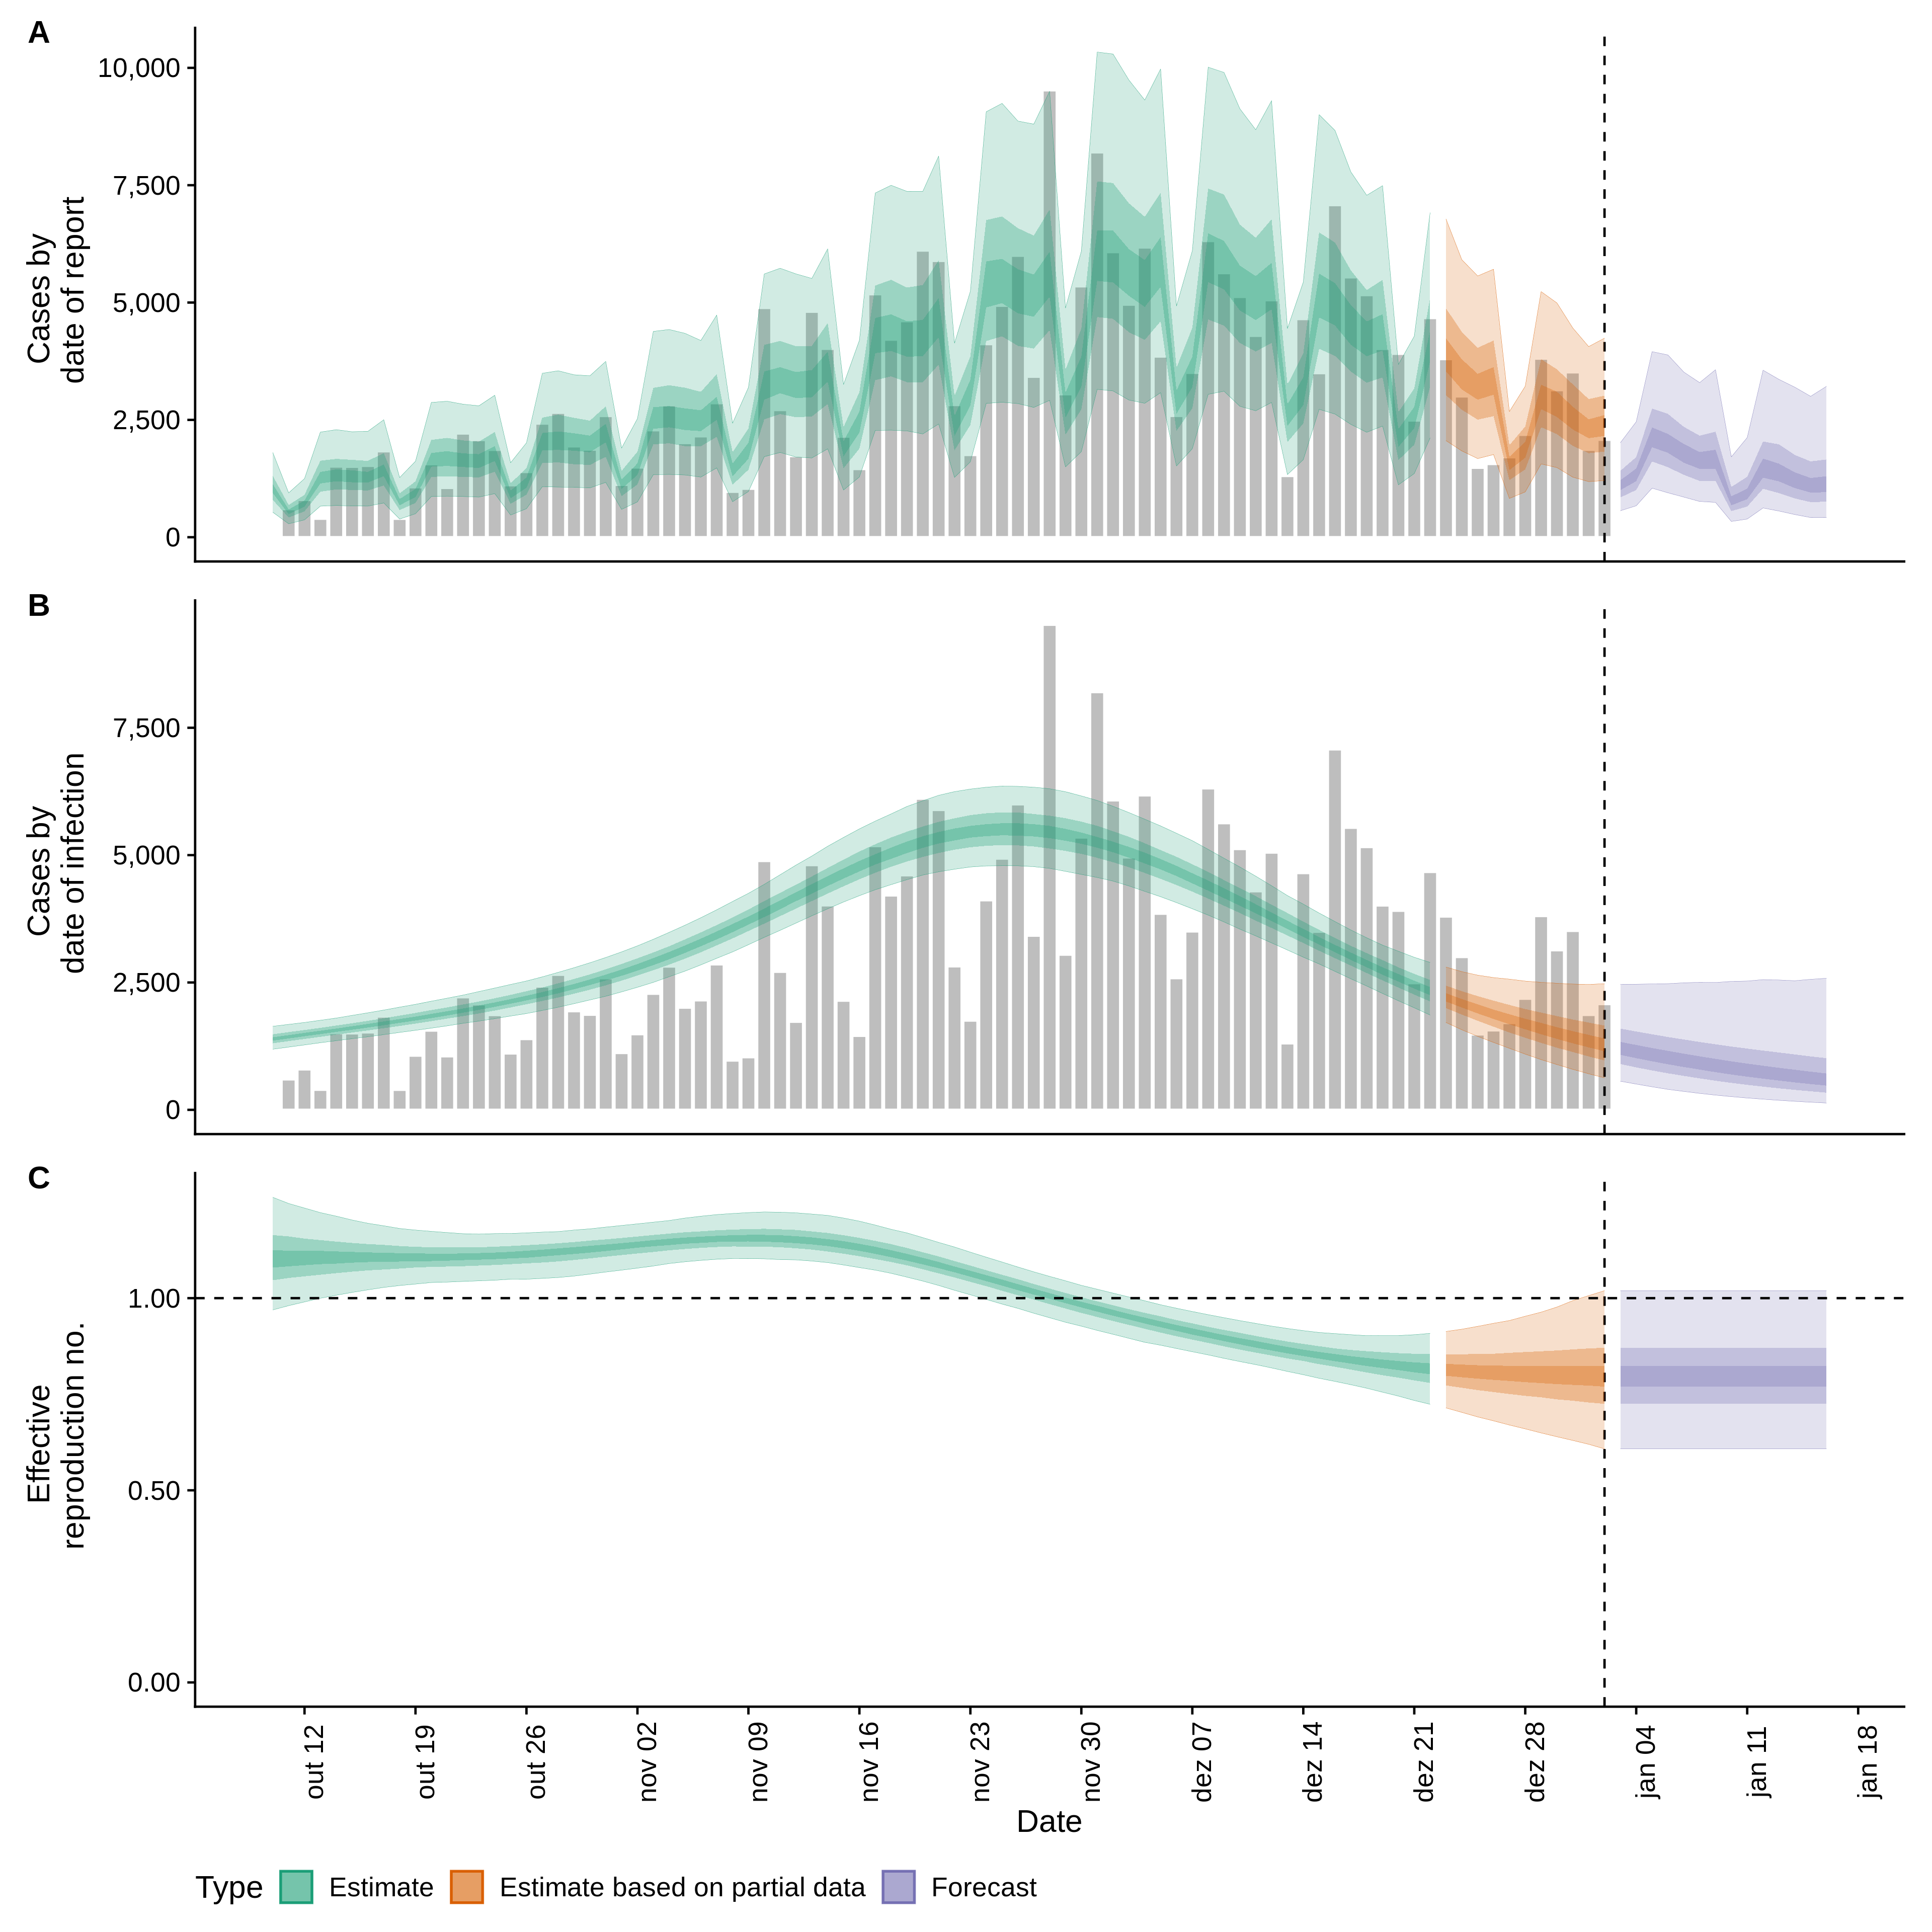 A
10,000
7,500
5,000
2,500
0
Cases by
date of report
B
7,500
5,000
2,500
0
Cases by
date of infection
C
1.00
0.50
0.00
Effective
reproduction no.
out 12
out 19
out 26
nov 02
nov 09
nov 16
nov 23
nov 30
dez 07
dez 14
dez 21
dez 28
jan 04
jan 11
jan 18
Date
Type Estimate Estimate based on partial data Forecast